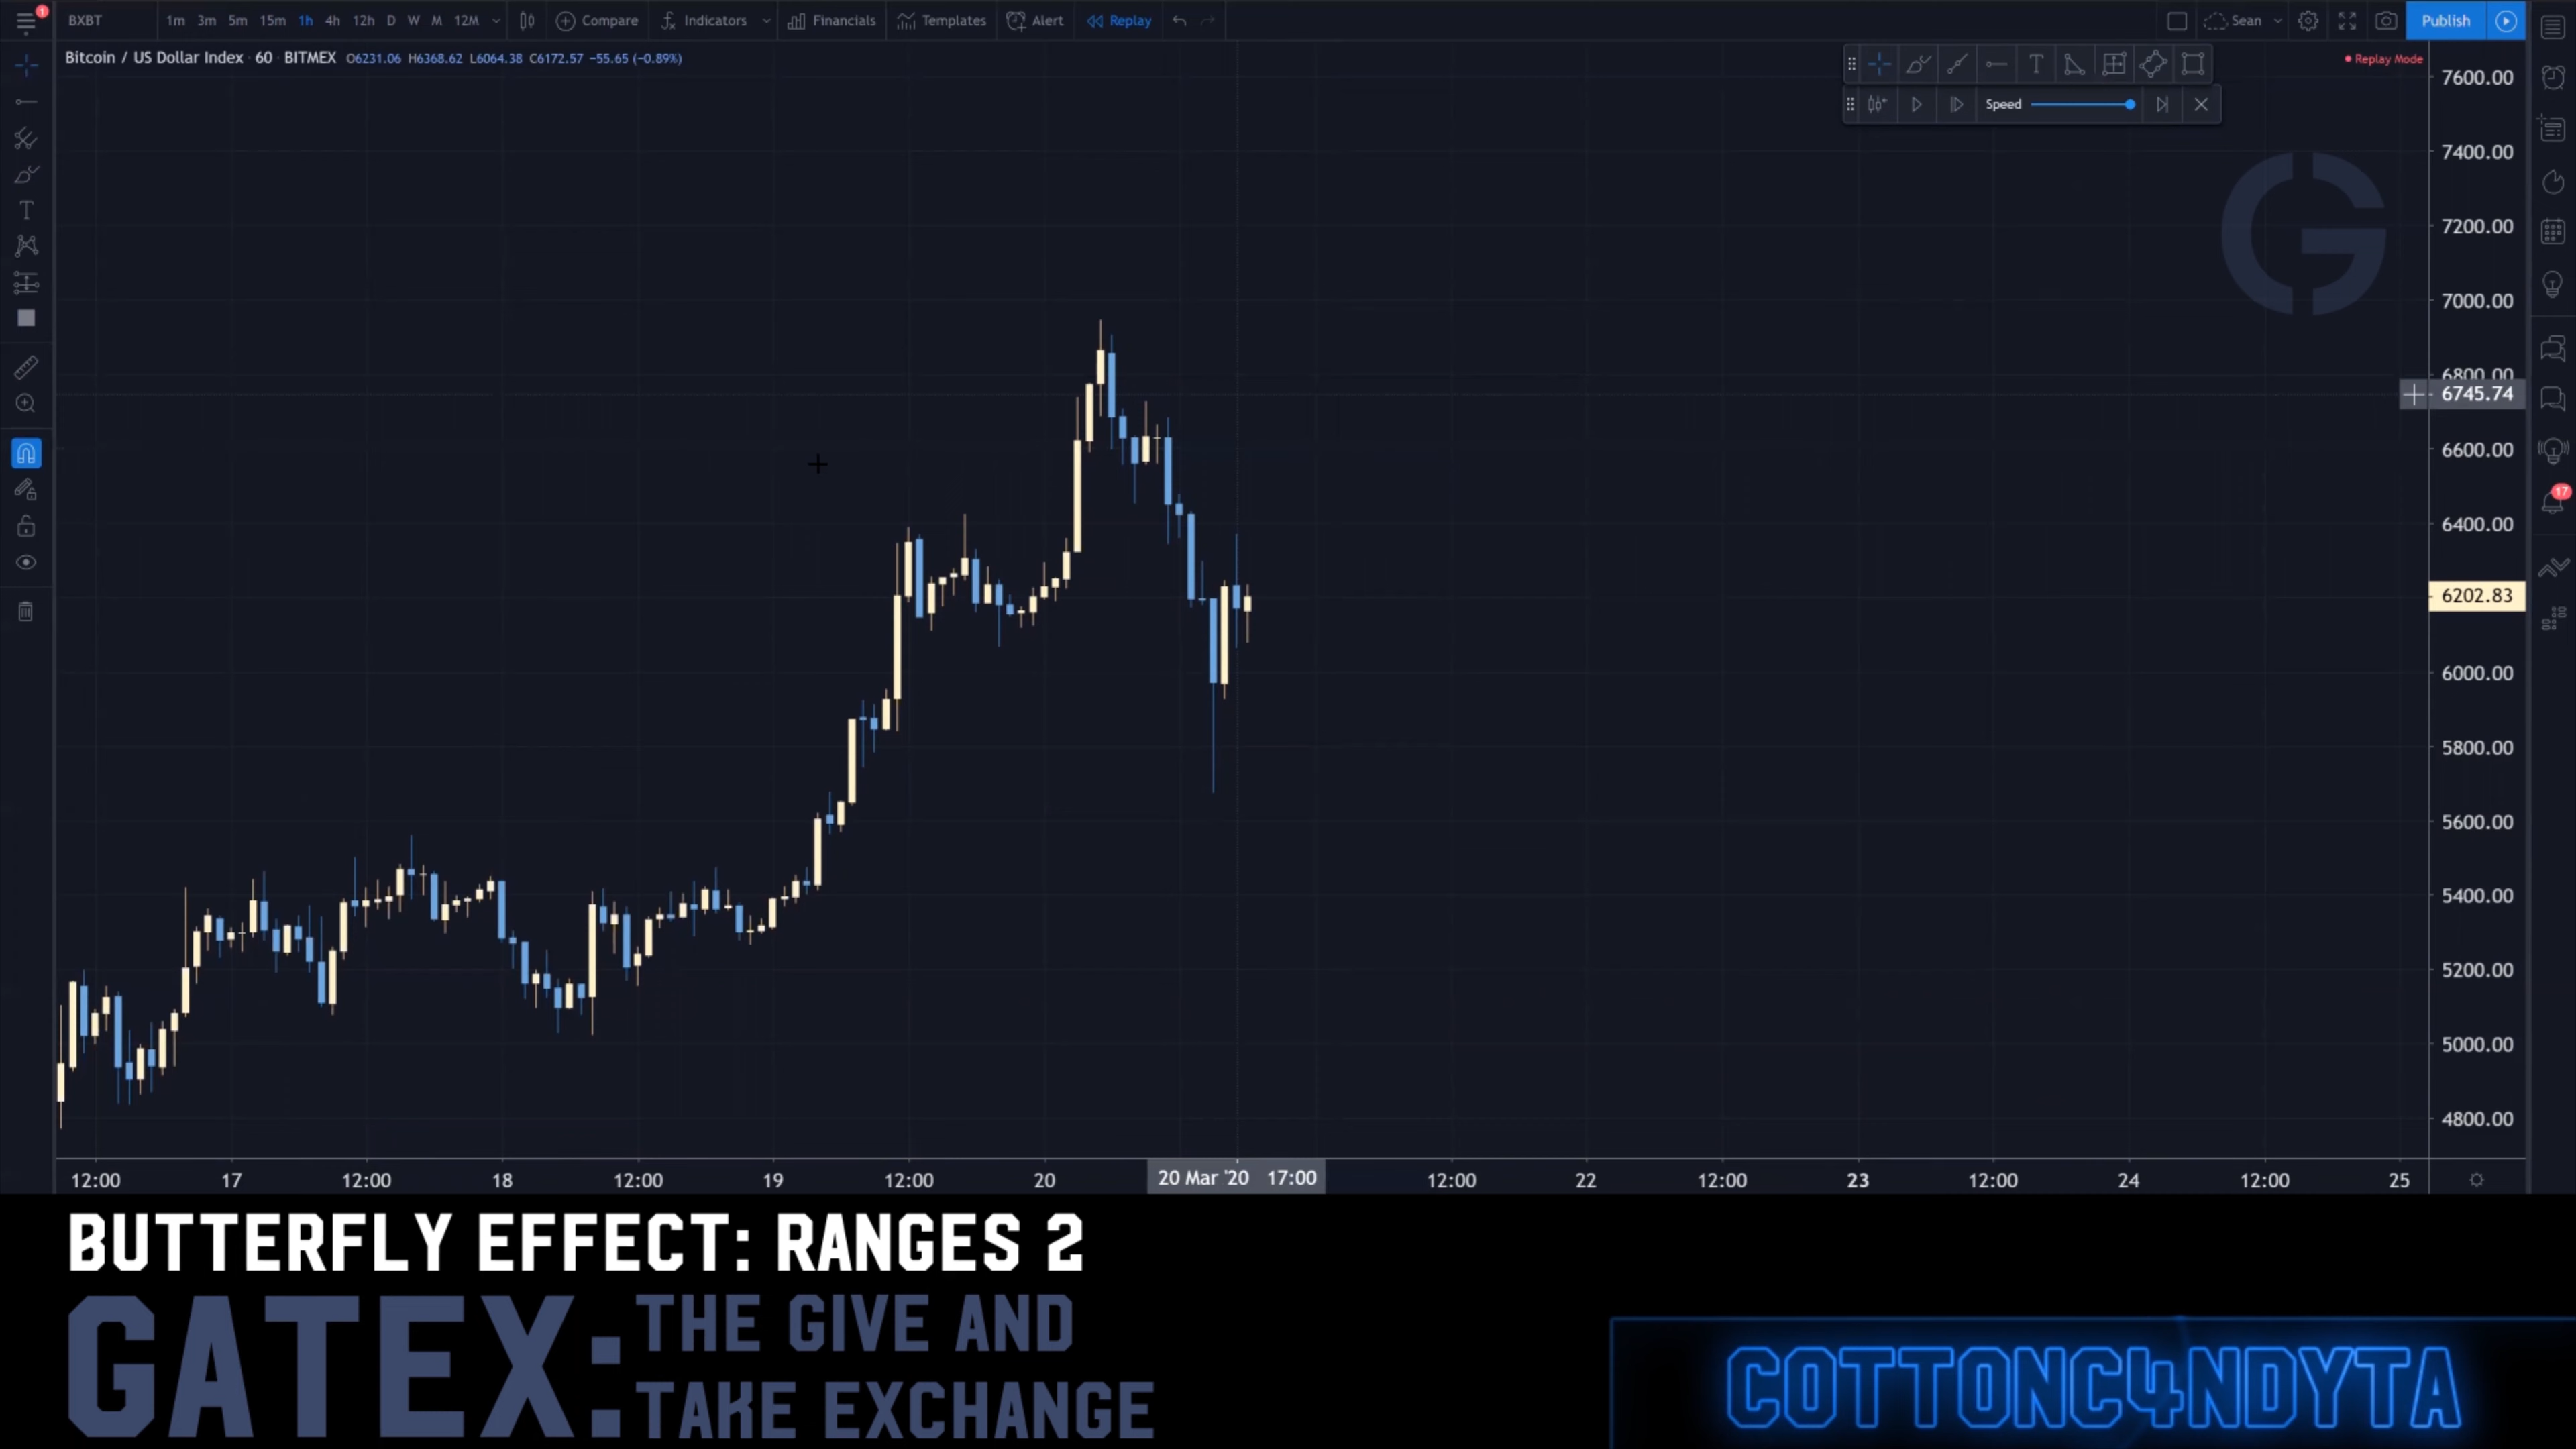 1
BXBT 1m 3m 5m 15m 1h 4h 12h D W M 12M Compare Indicators Financials Templates Alert Replay Sean Publish
Bitcoin / US Dollar Index · 60 · BITMEX O6231.06 H6368.62 L6064.38 C6172.57 −55.65 (−0.89%)
Replay Mode
Speed
7600.00
7400.00
7200.00
7000.00
6800.00
6745.74
6600.00
17
6400.00
6202.83
6000.00
5800.00
5600.00
5400.00
5200.00
5000.00
4800.00
12:00 17 12:00 18 12:00 19 12:00 20 20 Mar '20 17:00 12:00 22 12:00 23 12:00 24 12:00 25
BUTTERFLY EFFECT: RANGES 2
GATEX: THE GIVE AND
TAKE EXCHANGE
COTTONC4NDYTA